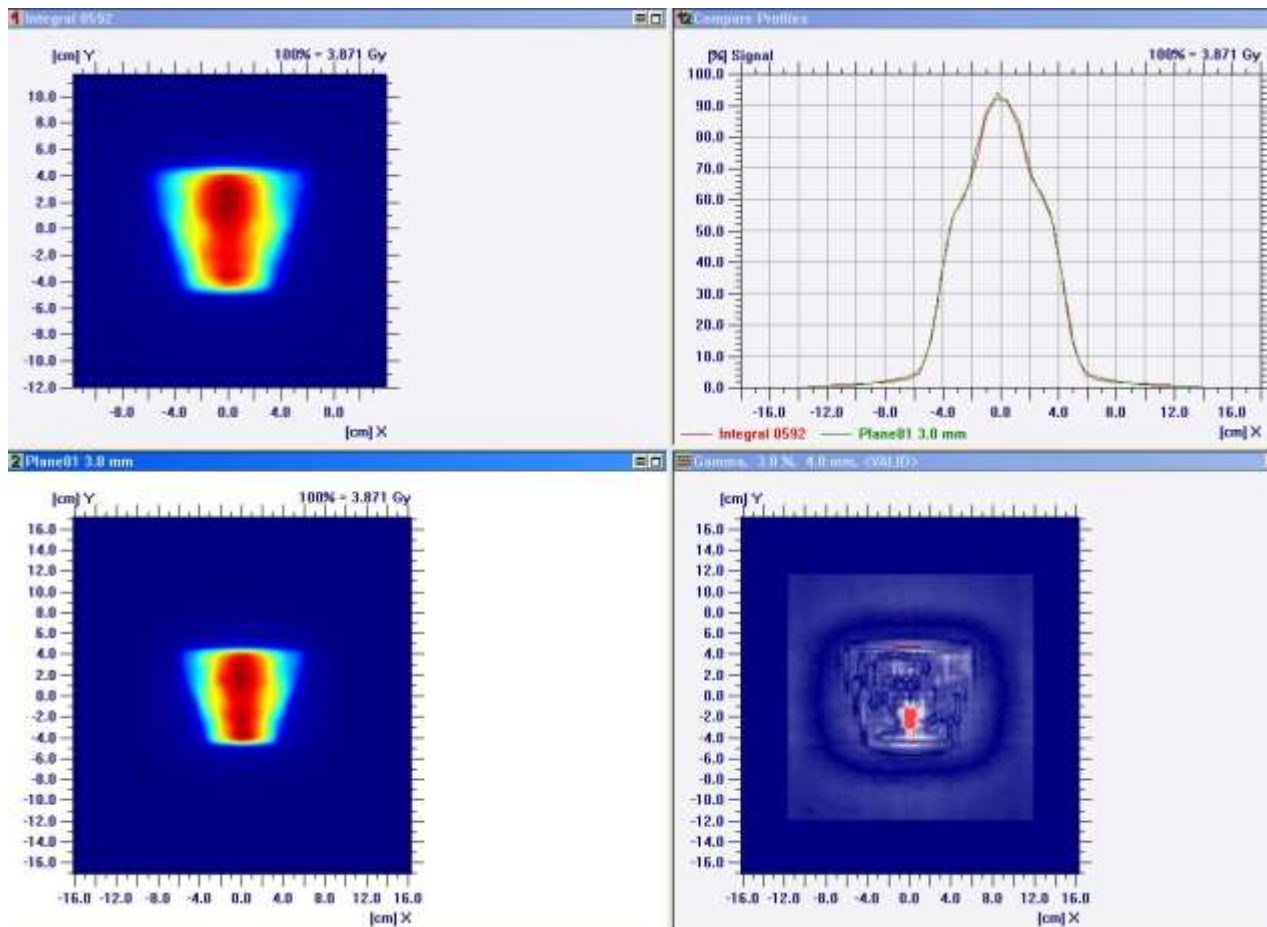 1 Integral 0592
[cm] Y
100% = 3.871 Gy
10.0
8.0
6.0
4.0
2.0
0.0
-2.0
-4.0
-6.0
-8.0
-10.0
-12.0
-8.0 -4.0 0.0 4.0 8.0
[cm] X
12 Compare Profiles
[%] Signal
100% = 3.871 Gy
100.0
90.0
80.0
70.0
60.0
50.0
40.0
30.0
20.0
10.0
0.0
-16.0 -12.0 -8.0 -4.0 0.0 4.0 8.0 12.0 16.0
Integral 0592 Plane01 3.0 mm
[cm] X
2 Plane01 3.0 mm
[cm] Y
100% = 3.871 Gy
16.0
14.0
12.0
10.0
8.0
6.0
4.0
2.0
0.0
-2.0
-4.0
-6.0
-8.0
-10.0
-12.0
-14.0
-16.0
-16.0 -12.0 -8.0 -4.0 0.0 4.0 8.0 12.0 16.0
[cm] X
Gamma, 3.0 %, 4.0 mm, <VALID>
[cm] Y
16.0
14.0
12.0
10.0
8.0
6.0
4.0
2.0
0.0
-2.0
-4.0
-6.0
-8.0
-10.0
-12.0
-14.0
-16.0
-16.0 -12.0 -8.0 -4.0 0.0 4.0 8.0 12.0 16.0
[cm] X